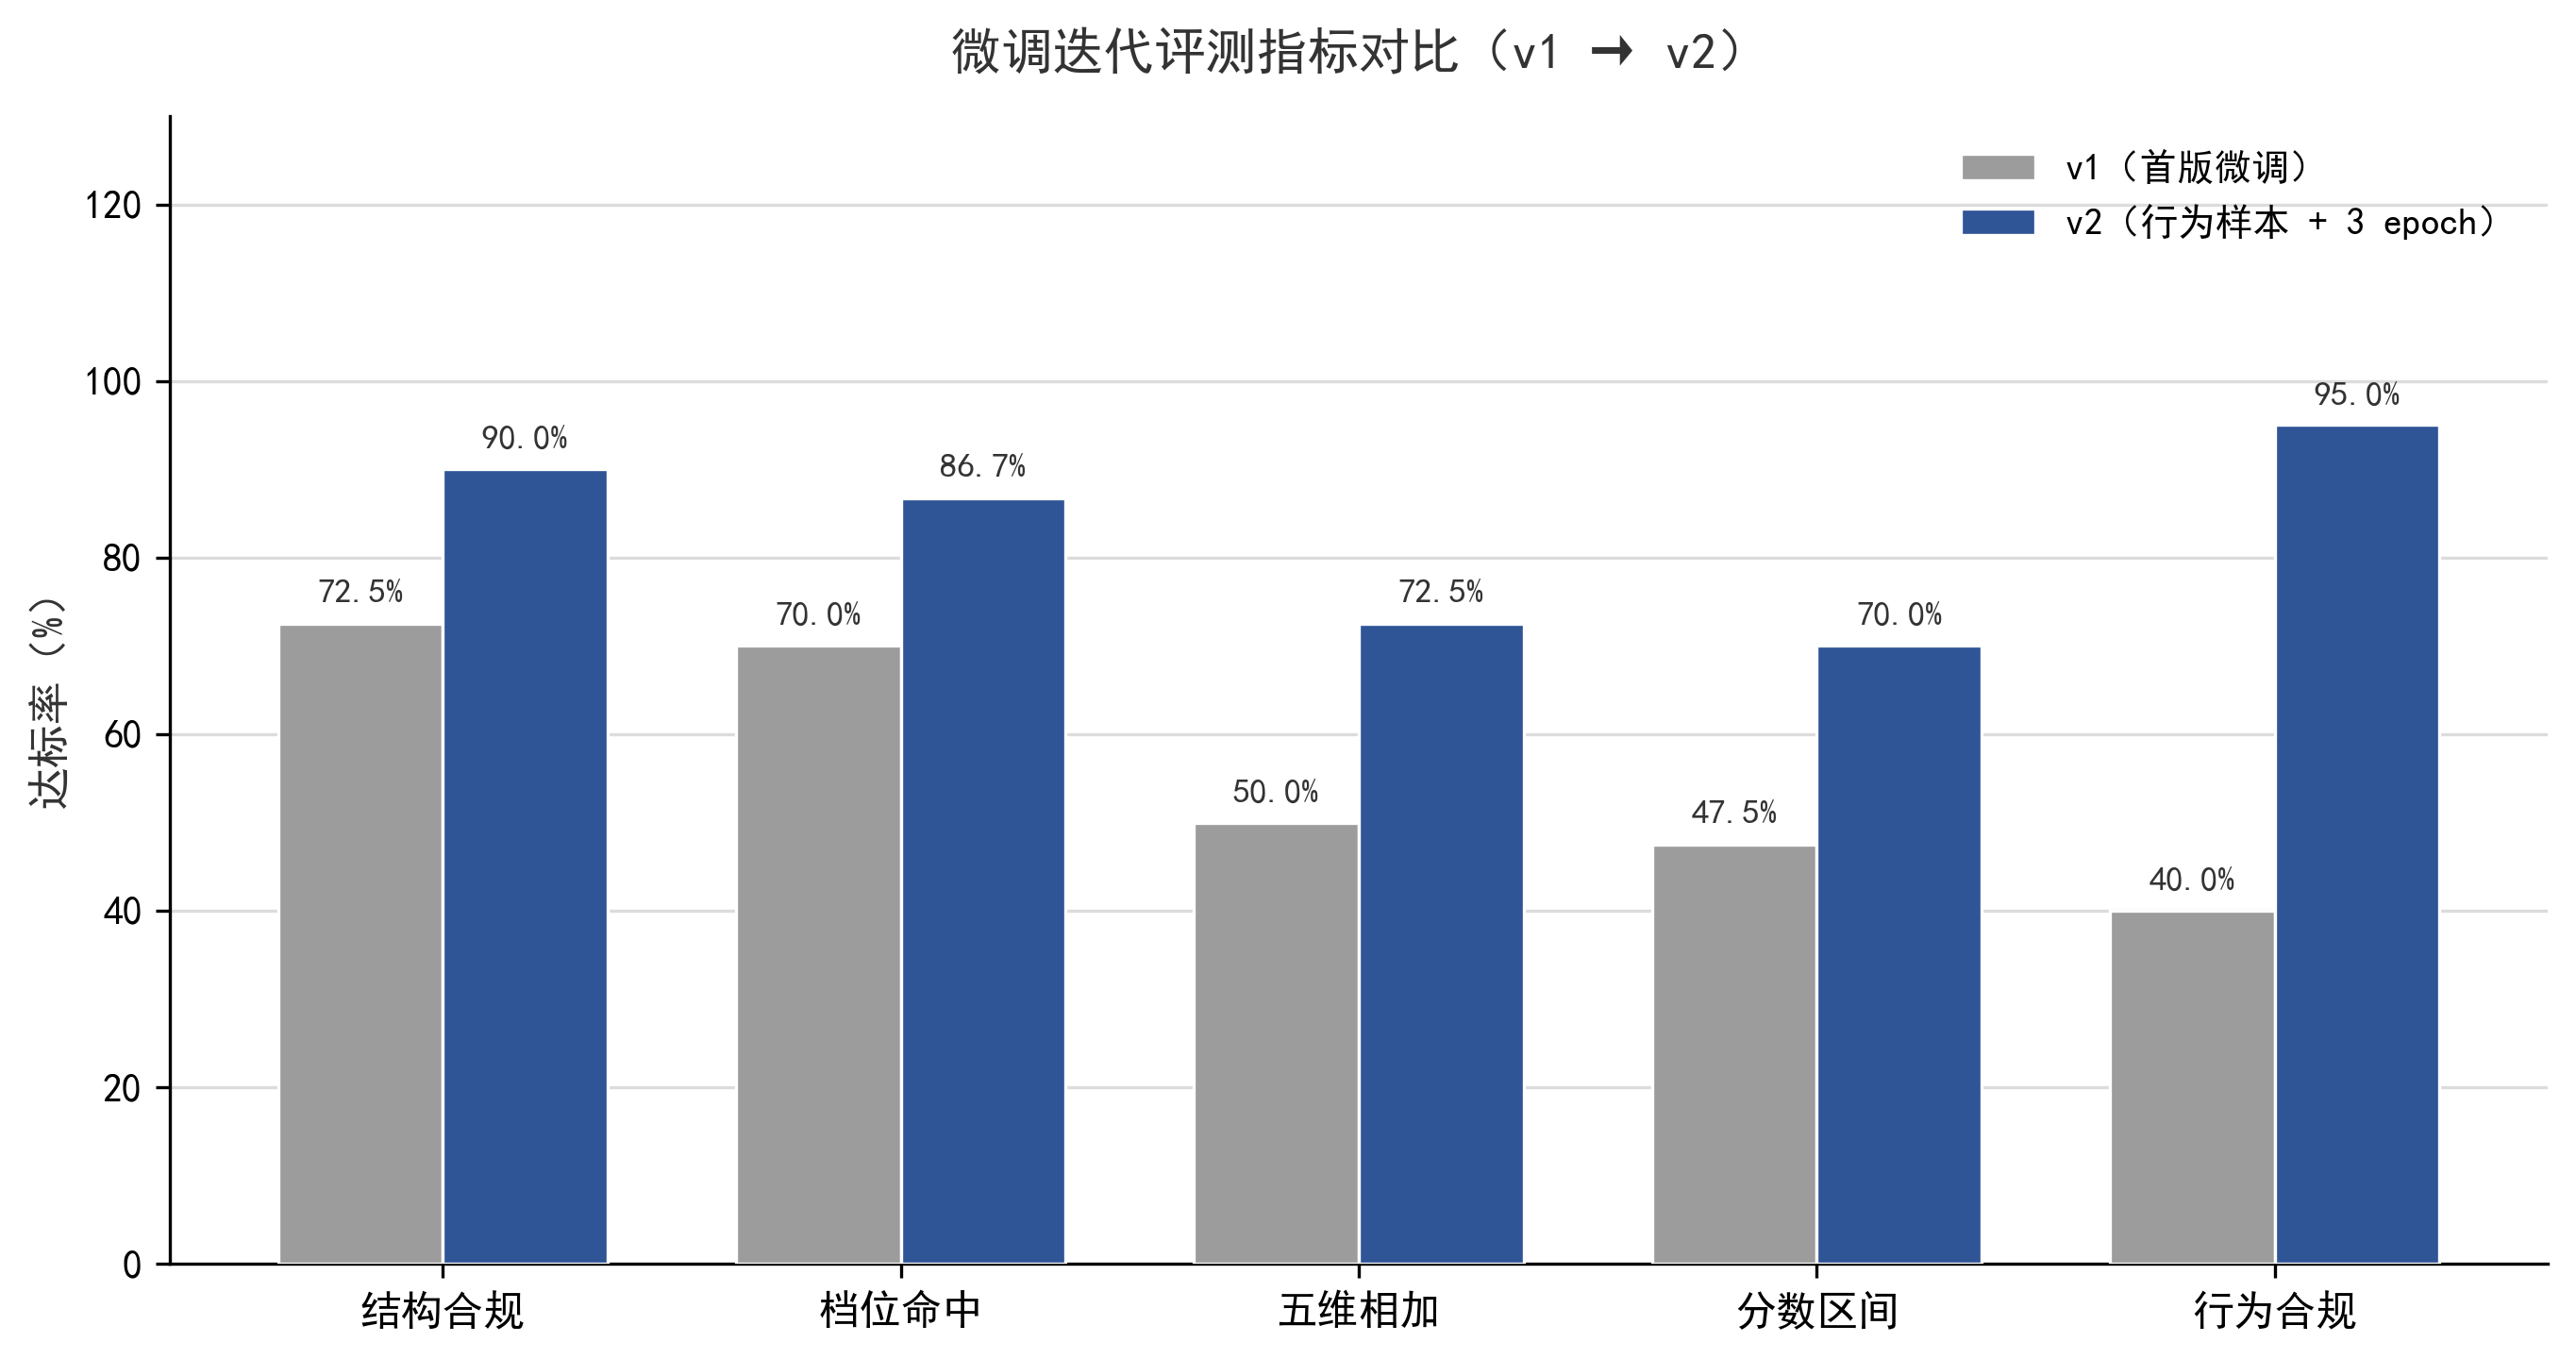 微调迭代评测指标对比（v1 → v2）
v1（首版微调）
v2（行为样本 + 3 epoch）
达标率（%）
120
100
80
60
40
20
0
72.5%
90.0%
70.0%
86.7%
50.0%
72.5%
47.5%
70.0%
40.0%
95.0%
结构合规
档位命中
五维相加
分数区间
行为合规